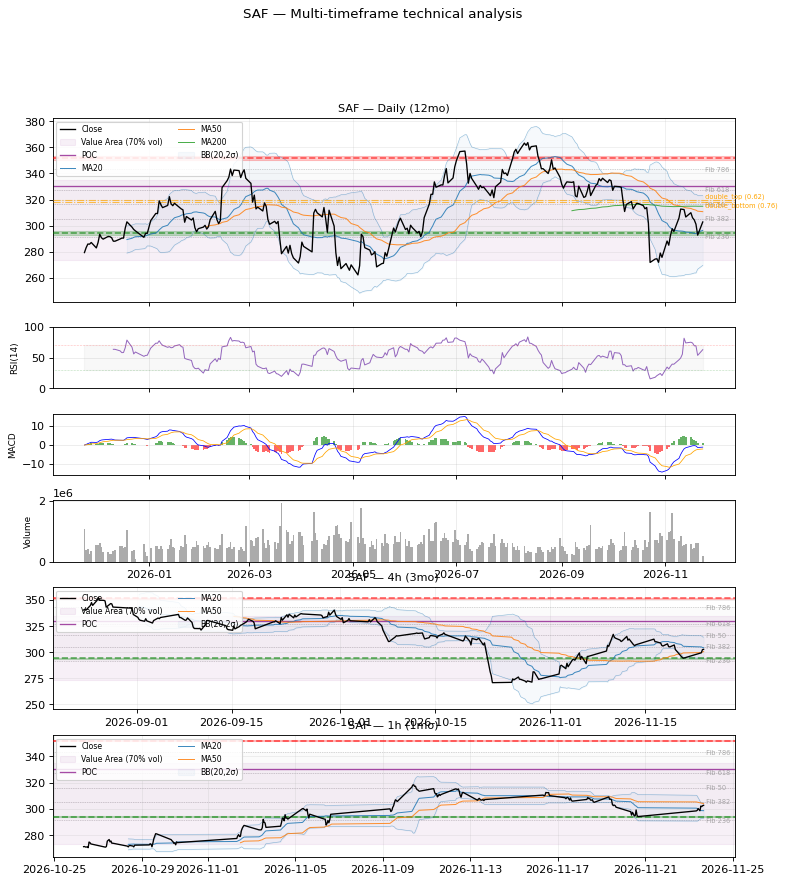 SAF — Multi-timeframe technical analysis
SAF — Daily (12mo)
Close
Value Area (70% vol)
POC
MA20
MA50
MA200
BB(20,2σ)
380
360
340
320
300
280
260
Fib 786
Fib 618
double_top (0.62)
double_bottom (0.76)
Fib 382
Fib 236
RSI(14)
100
50
0
MACD
10
0
−10
1e6
Volume
2
0
2026-01
2026-03
2026-05
2026-07
2026-09
2026-11
SAF — 4h (3mo)
Close
Value Area (70% vol)
POC
MA20
MA50
BB(20,2σ)
350
325
300
275
250
Fib 786
Fib 618
Fib 50
Fib 382
Fib 236
2026-09-01
2026-09-15
2026-10-01
2026-10-15
2026-11-01
2026-11-15
SAF — 1h (1mo)
Close
Value Area (70% vol)
POC
MA20
MA50
BB(20,2σ)
340
320
300
280
Fib 786
Fib 618
Fib 50
Fib 382
Fib 236
2026-10-25
2026-10-29
2026-11-01
2026-11-05
2026-11-09
2026-11-13
2026-11-17
2026-11-21
2026-11-25